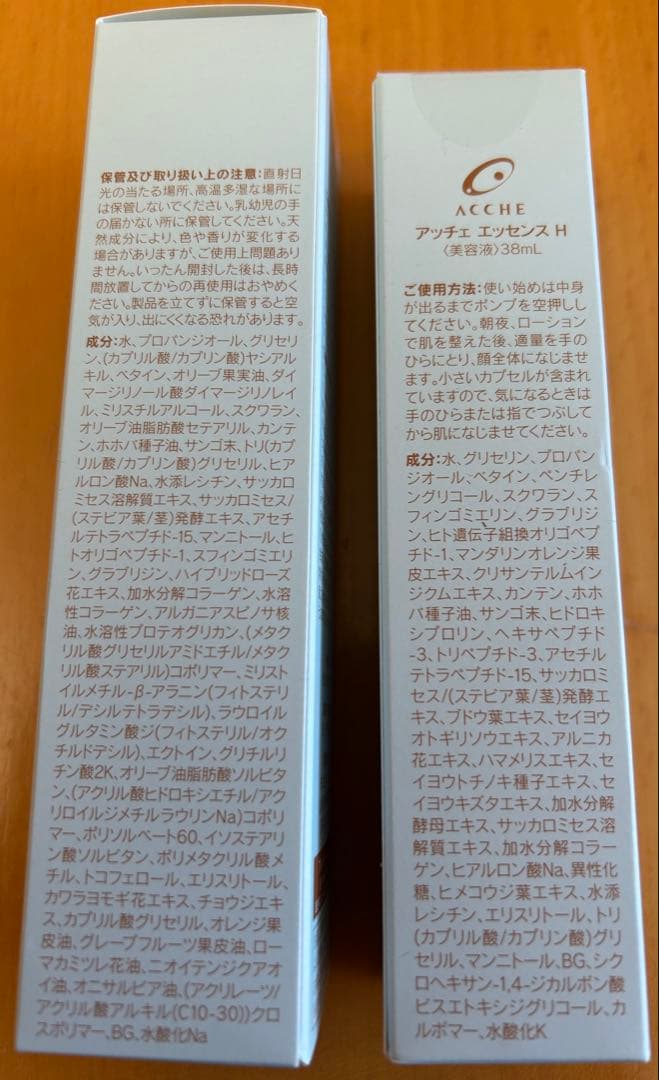 保管及び取り扱い上の注意:直射日
光の当たる場所、高温多湿な場所に
は保管しないでください。乳幼児の手
の届かない所に保管してください。天
然成分により、色や香りが変化する
場合がありますが、ご使用上問題あり
ません。いったん開封した後は、長時
間放置してからの再使用はおやめく
ださい。製品を立てずに保管すると空
気が入り、出にくくなる恐れがあります。
成分:水、プロパンジオール、グリセリ
ン、(カプリル酸/カプリン酸)ヤシアル
キル、ベタイン、オリーブ果実油、ダイ
マージリノール酸ダイマージリノレイ
ル、ミリスチルアルコール、スクワラン、
オリーブ油脂肪酸セテアリル、カンテ
ン、ホホバ種子油、サンゴ末、トリ(カプ
リル酸/カプリン酸)グリセリル、ヒア
ルロン酸Na、水添レシチン、サッカロ
ミセス溶解質エキス、サッカロミセス/
(ステビア葉/茎)発酵エキス、アセチ
ルテトラペプチド-15、マンニトール、ヒ
トオリゴペプチド-1、スフィンゴミエリ
ン、グラブリジン、ハイブリッドローズ
花エキス、加水分解コラーゲン、水溶
性コラーゲン、アルガニアスピノサ核
油、水溶性プロテオグリカン、(メタク
リル酸グリセリルアミドエチル/メタク
リル酸ステアリル)コポリマー、ミリスト
イルメチル-β-アラニン(フィトステリ
ル/デシルテトラデシル)、ラウロイル
グルタミン酸ジ(フィトステリル/オク
チルドデシル)、エクトイン、グリチルリ
チン酸2K、オリーブ油脂肪酸ソルビタ
ン、(アクリル酸ヒドロキシエチル/アク
リロイルジメチルタウリンNa)コポリ
マー、ポリソルベート60、イソステアリ
ン酸ソルビタン、ポリメタクリル酸メ
チル、トコフェロール、エリスリトール、
カワラヨモギ花エキス、チョウジエキ
ス、カプリル酸グリセリル、オレンジ果
皮油、グレープフルーツ果皮油、ロー
マカミツレ花油、ニオイテンジクアオ
イ油、オニサルビア油、(アクリレーツ/
アクリル酸アルキル(C10-30))クロ
スポリマー、BG、水酸化Na
ACCHE
アッチェ エッセンス H
〈美容液〉38mL
ご使用方法:使い始めは中身
が出るまでポンプを空押しし
てください。朝夜、ローション
で肌を整えた後、適量を手の
ひらにとり、顔全体になじませ
ます。小さいカプセルが含まれ
ていますので、気になるときは
手のひらまたは指でつぶして
から肌になじませてください。
成分:水、グリセリン、プロパン
ジオール、ベタイン、ペンチレ
ングリコール、スクワラン、ス
フィンゴミエリン、グラブリジ
ン、ヒト遺伝子組換オリゴペプ
チド-1、マンダリンオレンジ果
皮エキス、クリサンテルムイン
ジクムエキス、カンテン、ホホ
バ種子油、サンゴ末、ヒドロキ
シプロリン、ヘキサペプチド
-3、トリペプチド-3、アセチル
テトラペプチド-15、サッカロミ
セス/(ステビア葉/茎)発酵エ
キス、ブドウ葉エキス、セイヨウ
オトギリソウエキス、アルニカ
花エキス、ハマメリスエキス、セ
イヨウトチノキ種子エキス、セ
イヨウキズタエキス、加水分解
酵母エキス、サッカロミセス溶
解質エキス、加水分解コラー
ゲン、ヒアルロン酸Na、異性化
糖、ヒメコウジ葉エキス、水添
レシチン、エリスリトール、トリ
(カプリル酸/カプリン酸)グリ
セリル、マンニトール、BG、シク
ロヘキサン-1,4-ジカルボン酸
ビスエトキシジグリコール、カ
ルボマー、水酸化K